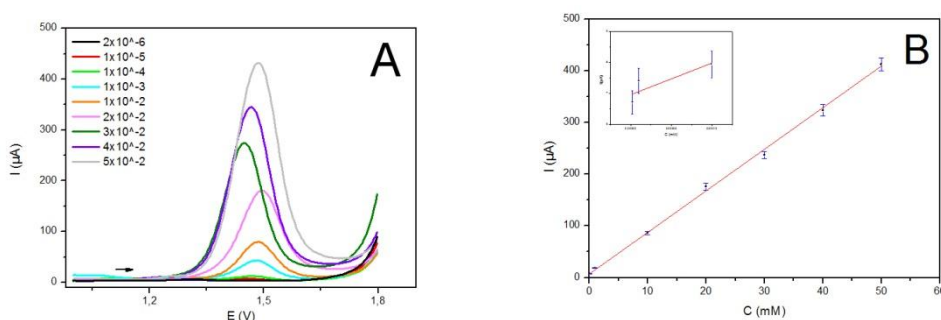 A
500
400
300
200
100
0
I (µA)
2x10^-6
1x10^-5
1x10^-4
1x10^-3
1x10^-2
2x10^-2
3x10^-2
4x10^-2
5x10^-2
1,2
1,5
1,8
E (V)
B
500
400
300
200
100
0
I (µA)
C (mM)
0
10
20
30
40
50
60
C (mM)